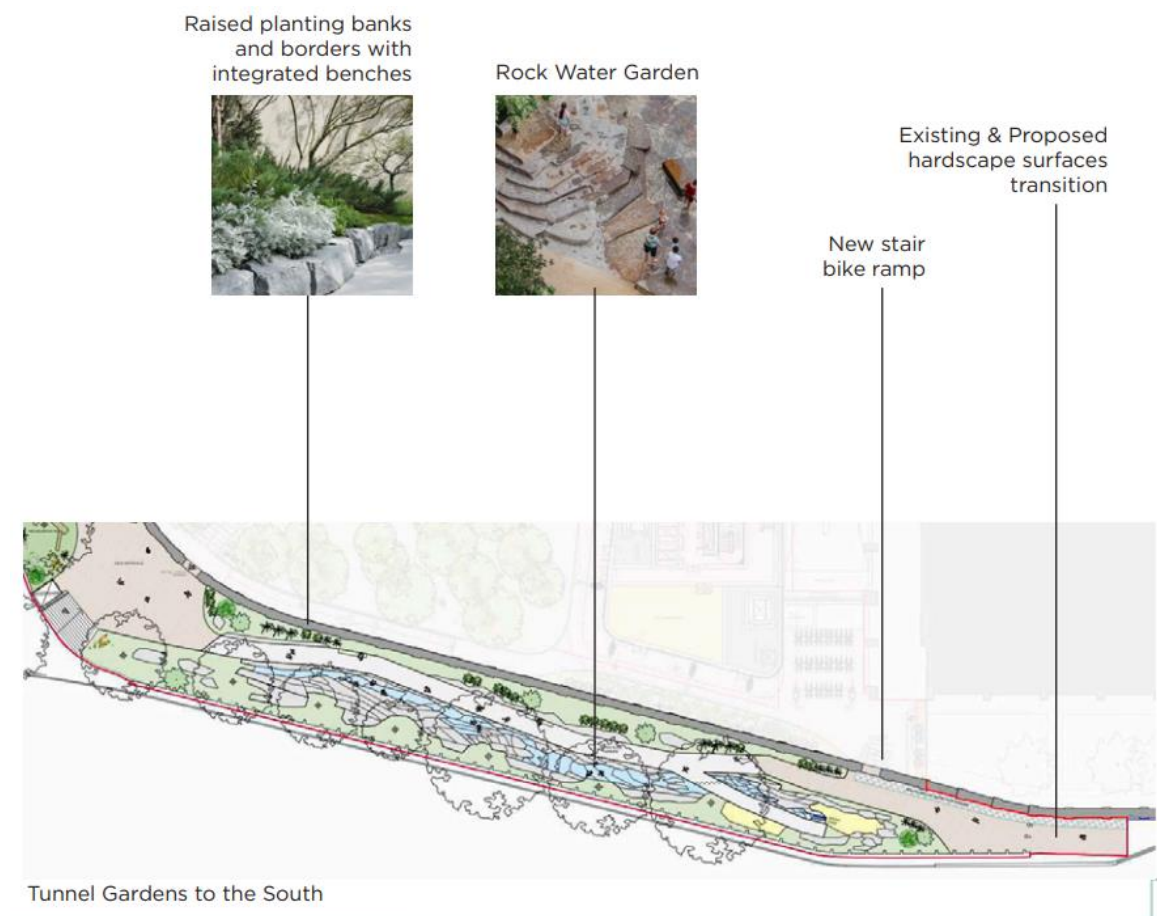 Raised planting banks
and borders with
integrated benches
Rock Water Garden
Existing & Proposed
hardscape surfaces
transition
New stair
bike ramp
Tunnel Gardens to the South